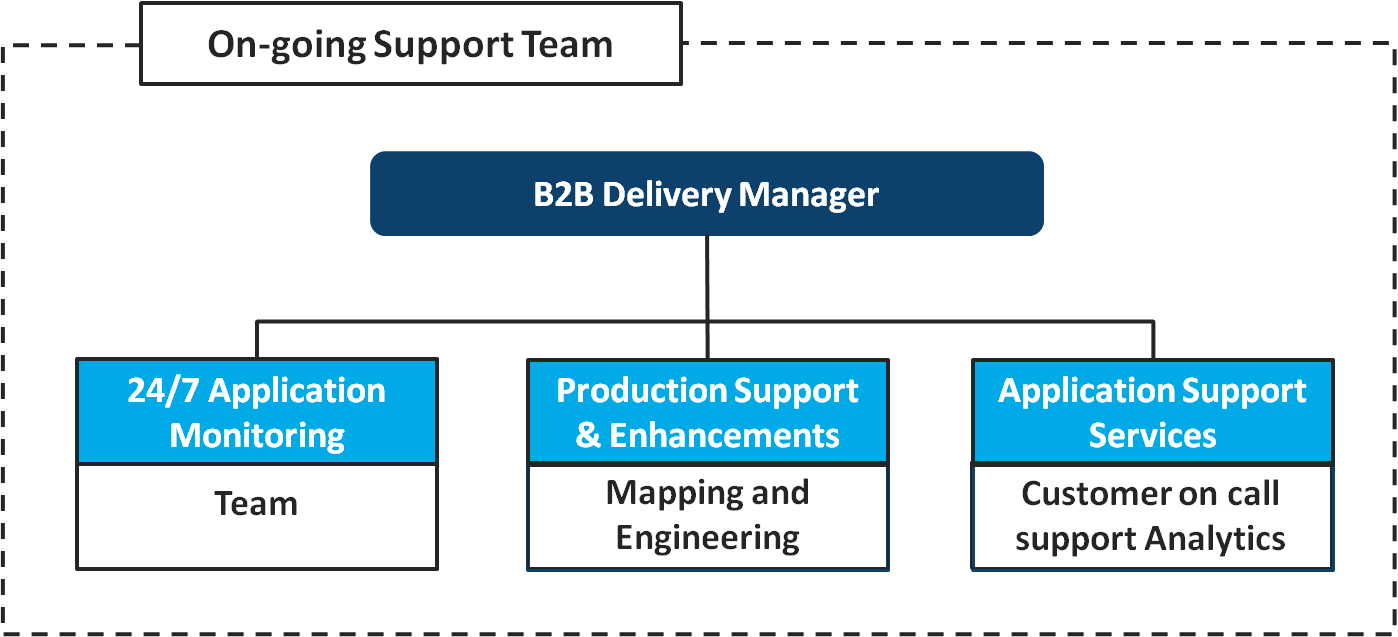 On-going Support Team
B2B Delivery Manager
24/7 Application
Monitoring
Team
Production Support
& Enhancements
Mapping and
Engineering
Application Support
Services
Customer on call
support Analytics